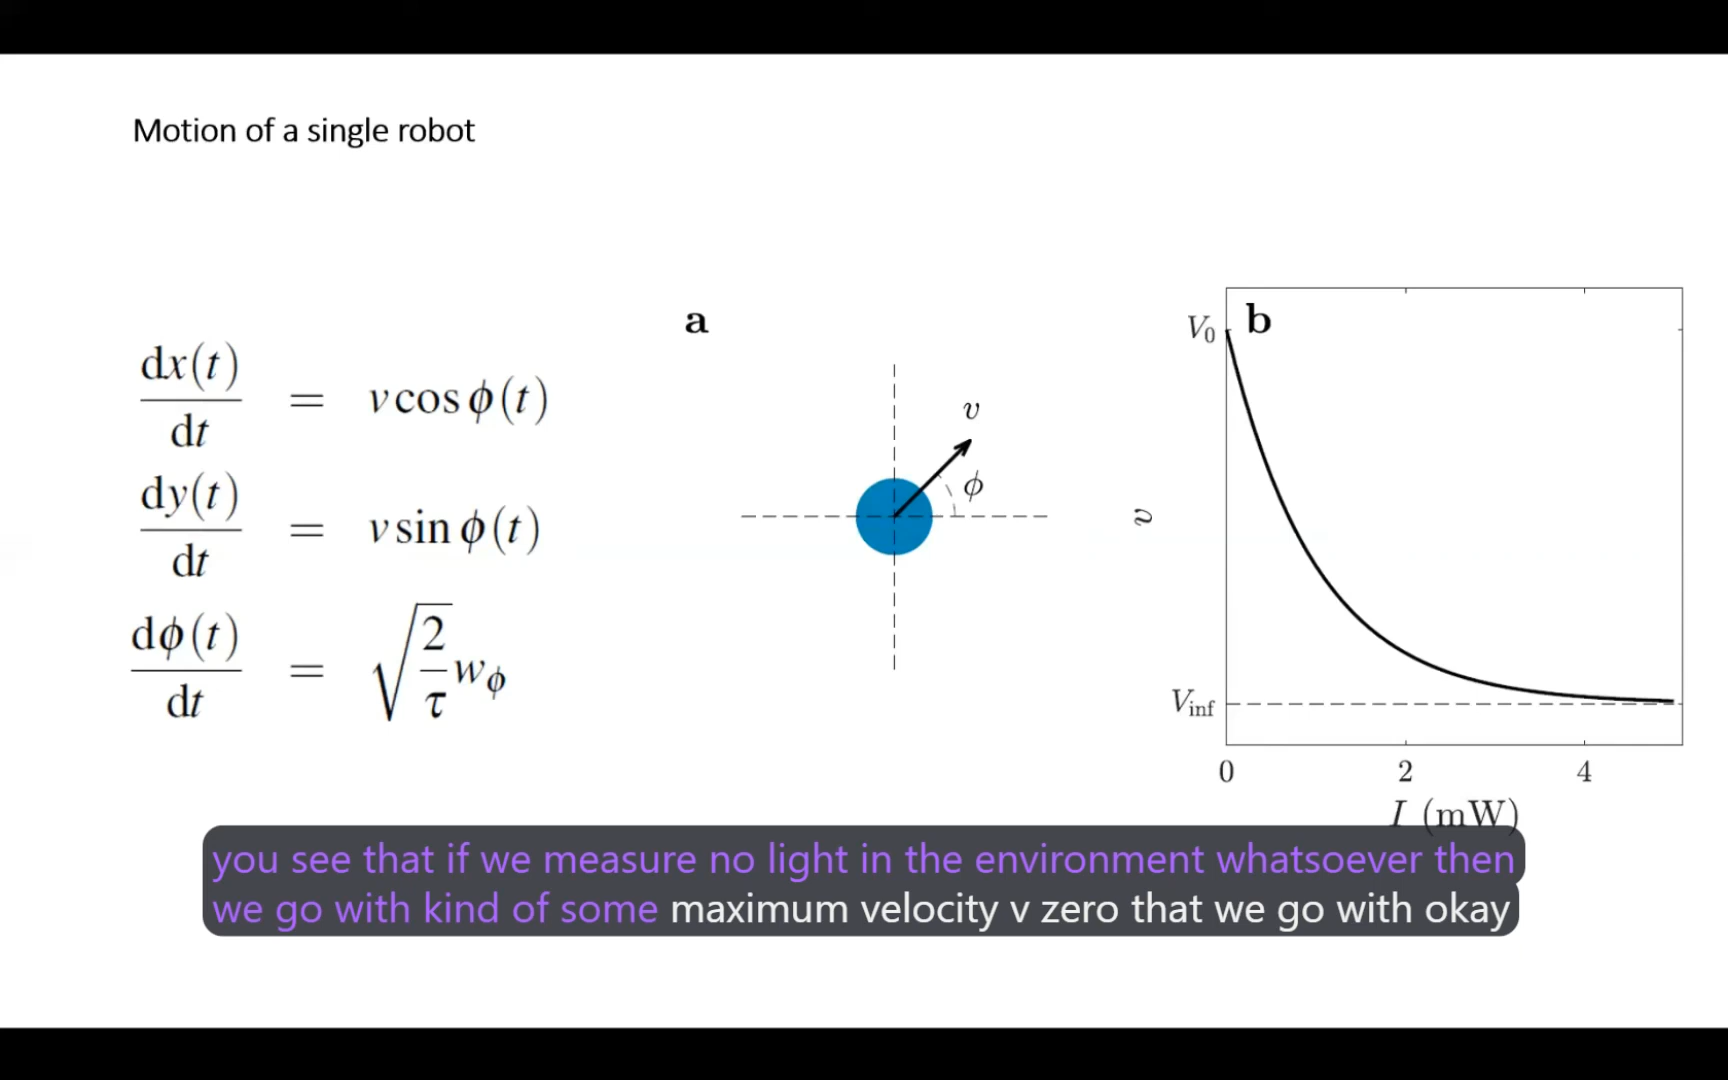 Motion of a single robot
dx(t)/dt = v cos ϕ(t)
dy(t)/dt = v sin ϕ(t)
dϕ(t)/dt = √(2/τ) w_ϕ
a
v
ϕ
b
V₀
v
V_inf
0 2 4
I (mW)
you see that if we measure no light in the environment whatsoever then
we go with kind of some maximum velocity v zero that we go with okay